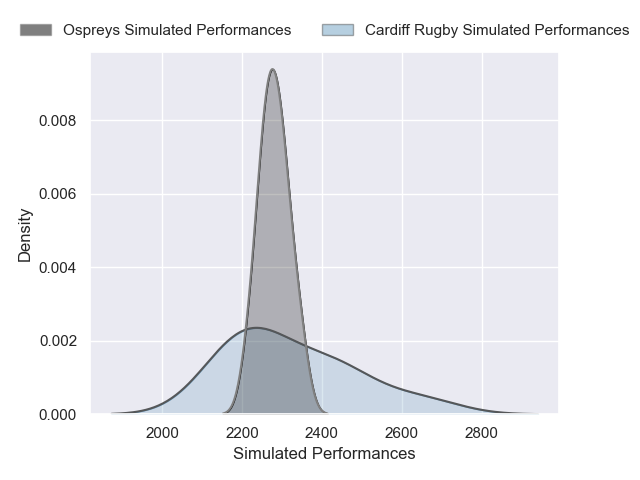 Ospreys Simulated Performances
Cardiff Rugby Simulated Performances
Density
0.008
0.006
0.004
0.002
0.000
2000 2200 2400 2600 2800
Simulated Performances